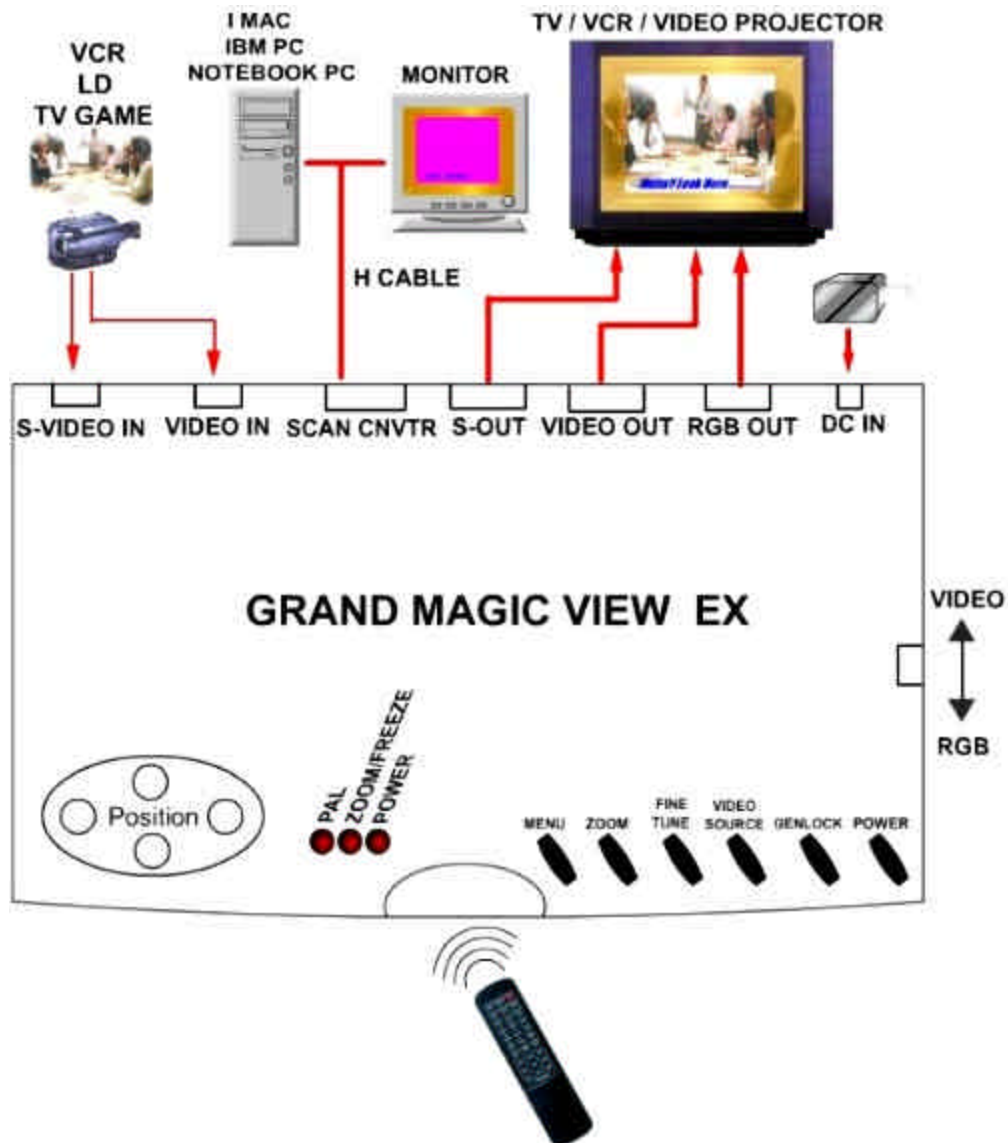 VCR
LD
TV GAME
I MAC
IBM PC
NOTEBOOK PC
MONITOR
TV / VCR / VIDEO PROJECTOR
Look Here
H CABLE
S-VIDEO IN
VIDEO IN
SCAN CNVTR
S-OUT
VIDEO OUT
RGB OUT
DC IN
GRAND MAGIC VIEW EX
VIDEO
RGB
Position
PAL
ZOOM/FREEZE
POWER
MENU
ZOOM
FINE
TUNE
VIDEO
SOURCE
GENLOCK
POWER